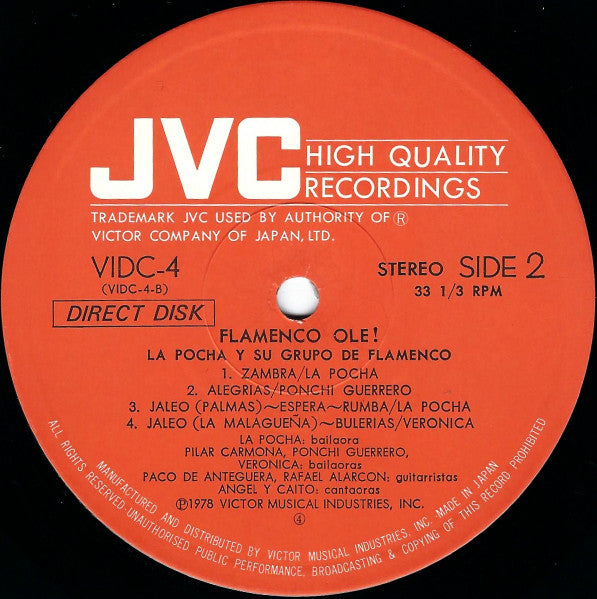 JVC
HIGH QUALITY
RECORDINGS
TRADEMARK JVC USED BY AUTHORITY OF Ⓡ
VICTOR COMPANY OF JAPAN, LTD.
VIDC-4
(VIDC-4-B)
STEREO SIDE 2
33 1/3 RPM
DIRECT DISK
FLAMENCO OLE!
LA POCHA Y SU GRUPO DE FLAMENCO
1. ZAMBRA/LA POCHA
2. ALEGRIAS/PONCHI GUERRERO
3. JALEO (PALMAS)~ESPERA~RUMBA/LA POCHA
4. JALEO (LA MALAGUEÑA)~BULERIAS/VERONICA
LA POCHA: bailaora
PILAR CARMONA, PONCHI GUERRERO,
VERONICA: bailaoras
PACO DE ANTEGUERA, RAFAEL ALARCON: guitarristas
ANGEL Y CAITO: cantaoras
Ⓟ1978 VICTOR MUSICAL INDUSTRIES, INC.
④
MANUFACTURED AND DISTRIBUTED BY VICTOR MUSICAL INDUSTRIES, INC. MADE IN JAPAN
ALL RIGHTS RESERVED·UNAUTHORISED PUBLIC PERFORMANCE, BROADCASTING & COPYING OF THIS RECORD PROHIBITED